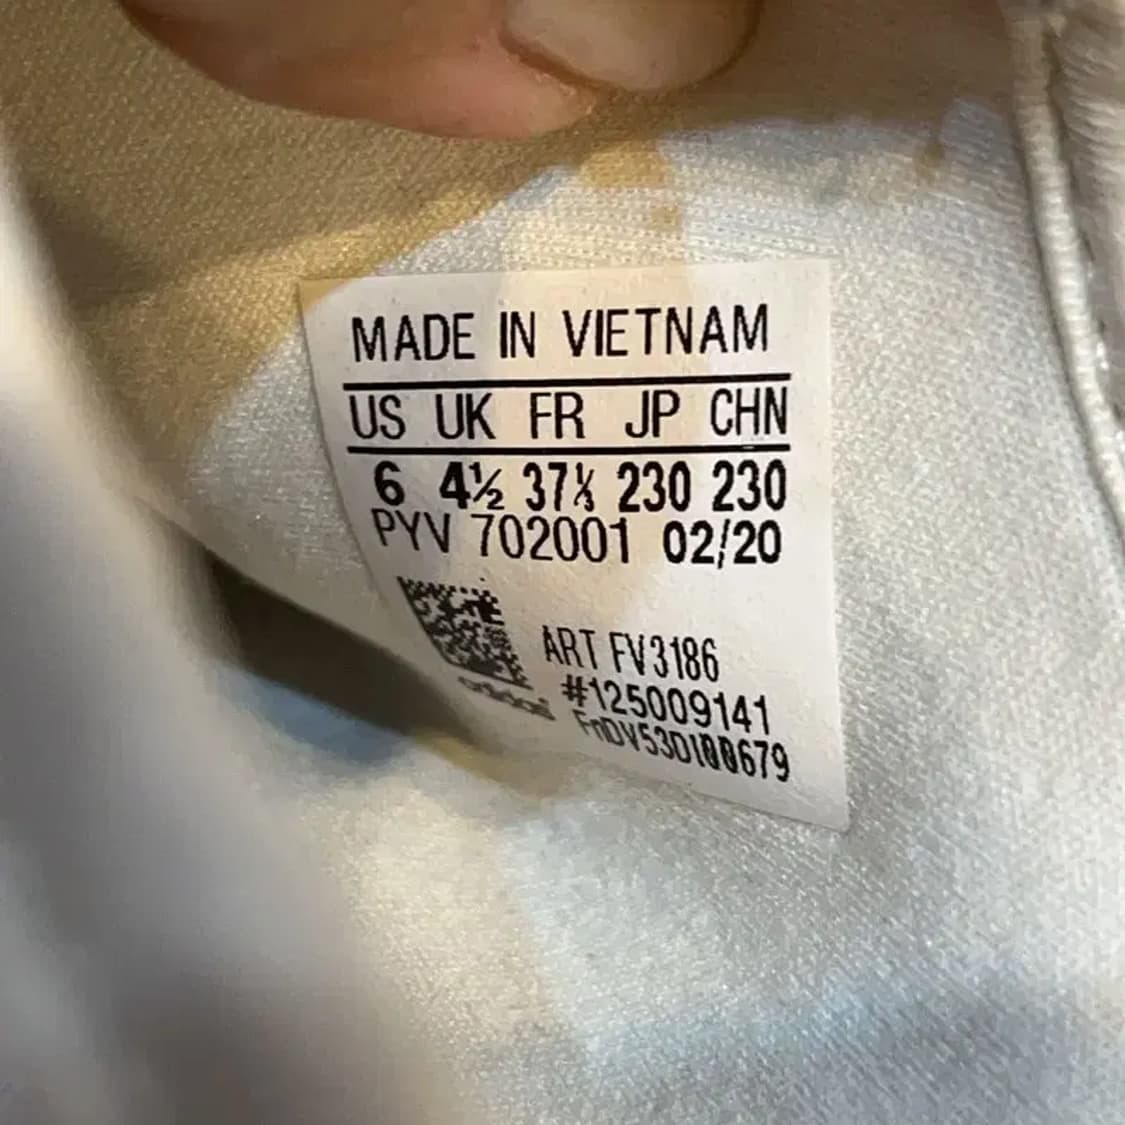 MADE IN VIETNAM
US UK FR JP CHN
6 4½ 37⅓ 230 230
PYV 702001 02/20
ART FV3186
#125009141
adidas